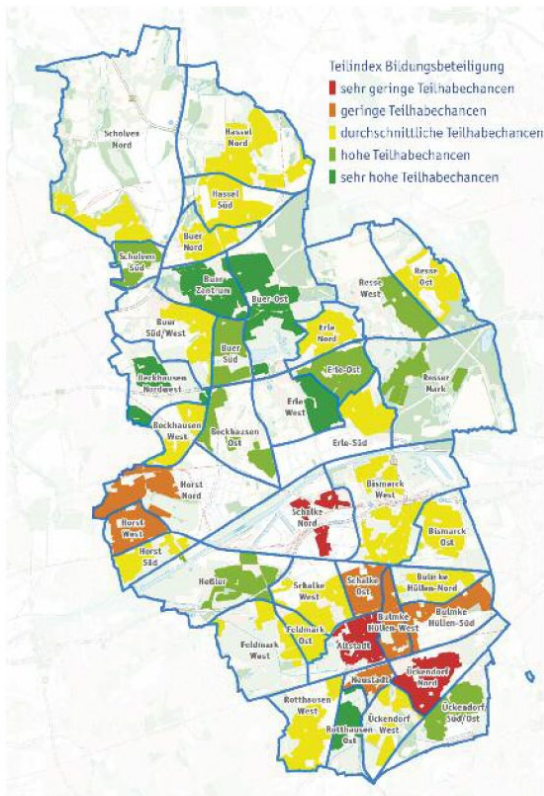 Teilindex Bildungsbeteiligung
sehr geringe Teilhabechancen
geringe Teilhabechancen
durchschnittliche Teilhabechancen
hohe Teilhabechancen
sehr hohe Teilhabechancen
Scholven
Nord
Hassel
Nord
Hassel
Süd
Buer
Nord
Scholven
Süd
Buer
Zentrum
Buer-Ost
Resse
West
Resse
Ost
Buer
Süd/West
Buer
Süd
Erle
Nord
Erle-Ost
Resser
Mark
Beckhausen
Nordwest
Erle
West
Beckhausen
West
Beckhausen
Ost
Erle-Süd
Horst
Nord
Bismarck
West
Schalke
Nord
Horst
West
Bismarck
Ost
Horst
Süd
Heßler
Schalke
West
Schalke
Ost
Bulmke
Hüllen-Nord
Bulmke
Hüllen-West
Bulmke
Hüllen-Süd
Feldmark
West
Feldmark
Ost
Altstadt
Neustadt
Ückendorf
Nord
Rotthausen
West
Rotthausen
Ost
Ückendorf
West
Ückendorf
Süd/Ost